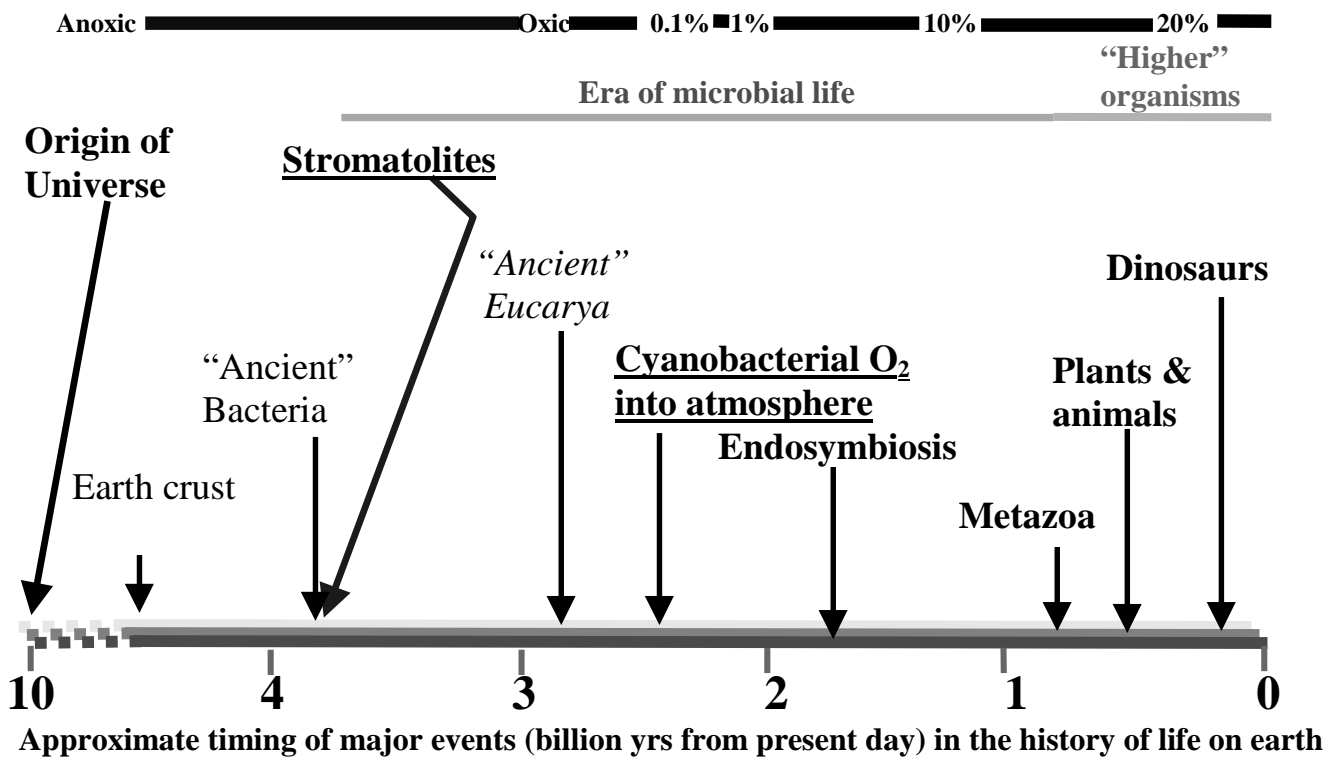 Anoxic Oxic 0.1% 1% 10% 20%
“Higher”
organisms
Era of microbial life
Origin of
Universe
Stromatolites
“Ancient”
Eucarya
Dinosaurs
“Ancient”
Bacteria
Cyanobacterial O₂
into atmosphere
Plants &
animals
Endosymbiosis
Earth crust
Metazoa
10 4 3 2 1 0
Approximate timing of major events (billion yrs from present day) in the history of life on earth